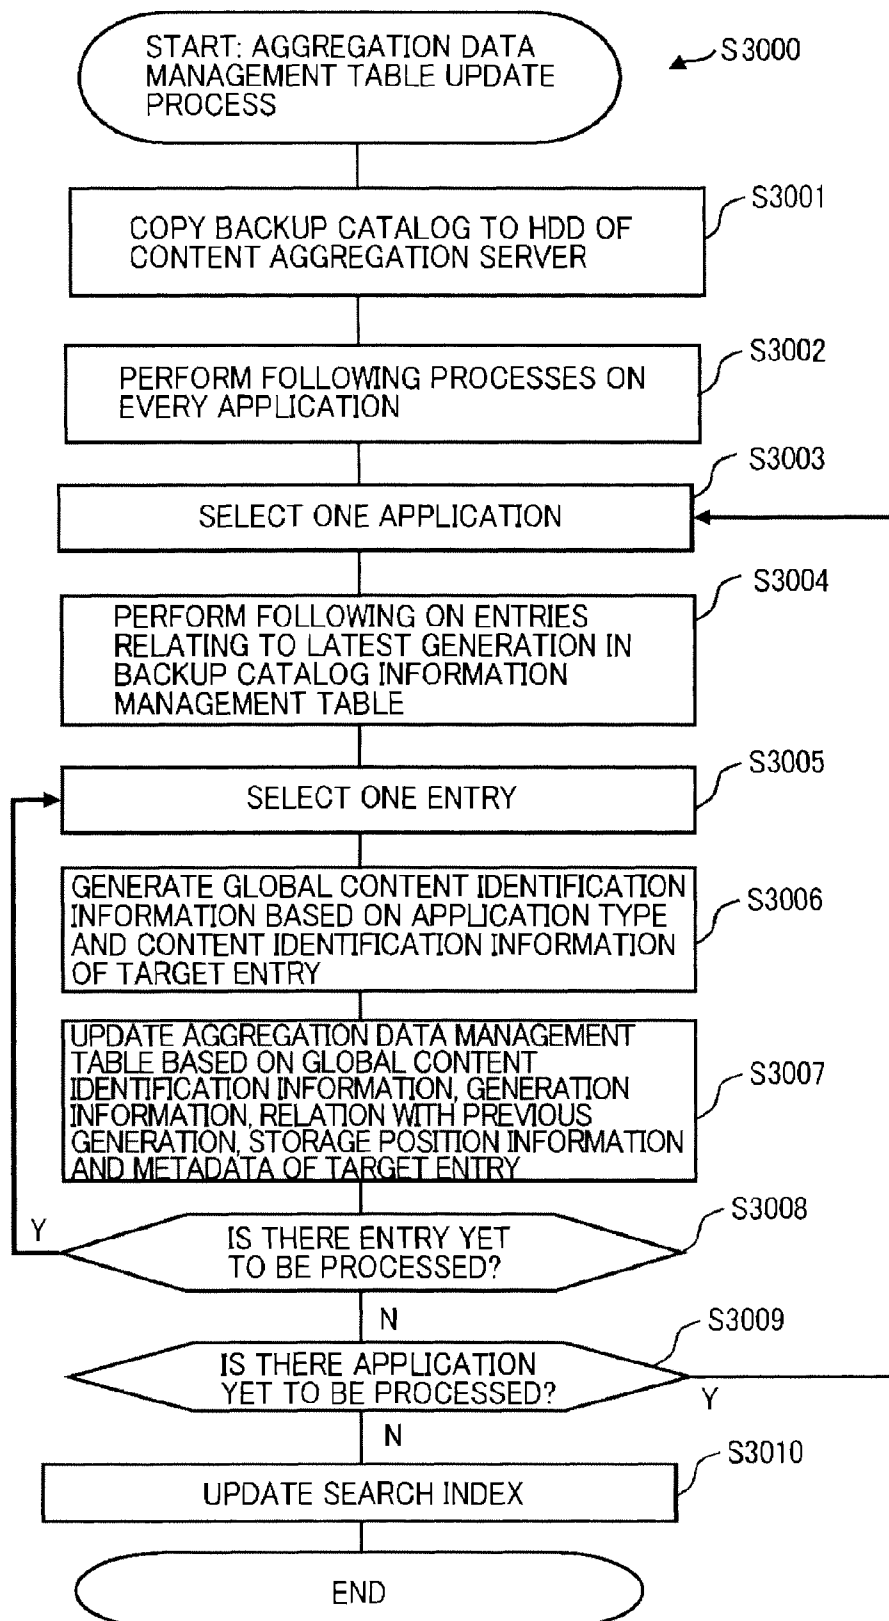 START: AGGREGATION DATA
MANAGEMENT TABLE UPDATE
PROCESS
S3000
COPY BACKUP CATALOG TO HDD OF
CONTENT AGGREGATION SERVER
S3001
PERFORM FOLLOWING PROCESSES ON
EVERY APPLICATION
S3002
SELECT ONE APPLICATION
S3003
PERFORM FOLLOWING ON ENTRIES
RELATING TO LATEST GENERATION IN
BACKUP CATALOG INFORMATION
MANAGEMENT TABLE
S3004
SELECT ONE ENTRY
S3005
GENERATE GLOBAL CONTENT IDENTIFICATION
INFORMATION BASED ON APPLICATION TYPE
AND CONTENT IDENTIFICATION INFORMATION
OF TARGET ENTRY
S3006
UPDATE AGGREGATION DATA MANAGEMENT
TABLE BASED ON GLOBAL CONTENT
IDENTIFICATION INFORMATION, GENERATION
INFORMATION, RELATION WITH PREVIOUS
GENERATION, STORAGE POSITION INFORMATION
AND METADATA OF TARGET ENTRY
S3007
Y
IS THERE ENTRY YET
TO BE PROCESSED?
S3008
N
IS THERE APPLICATION
YET TO BE PROCESSED?
S3009
Y
N
UPDATE SEARCH INDEX
S3010
END